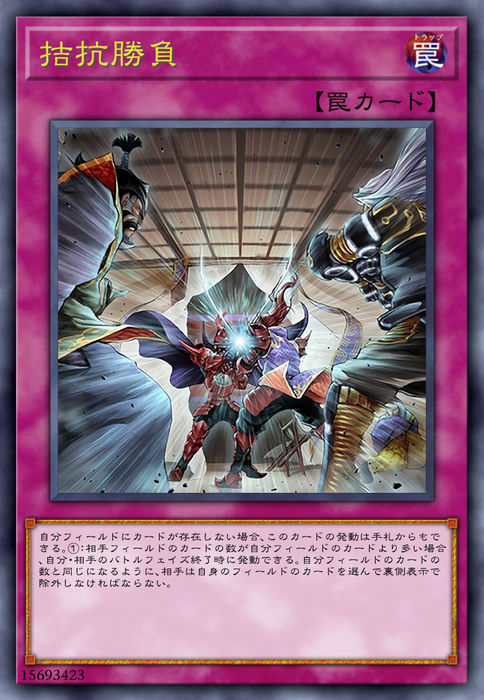 拮抗勝負
トラップ
罠
【罠カード】
自分フィールドにカードが存在しない場合、このカードの発動は手札からもで
きる。①:相手フィールドのカードの数が自分フィールドのカードより多い場合、
自分・相手のバトルフェイズ終了時に発動できる。自分フィールドのカードの
数と同じになるように、相手は自身のフィールドのカードを選んで裏側表示で
除外しなければならない。
15693423